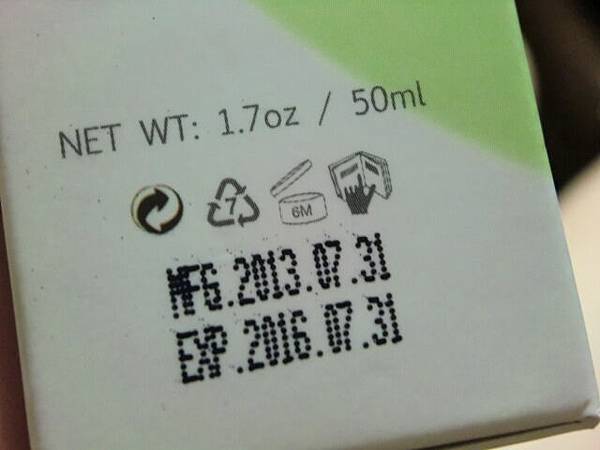 NET WT: 1.7oz / 50ml
7 6M
MFG.2013.07.31
EXP.2016.07.31